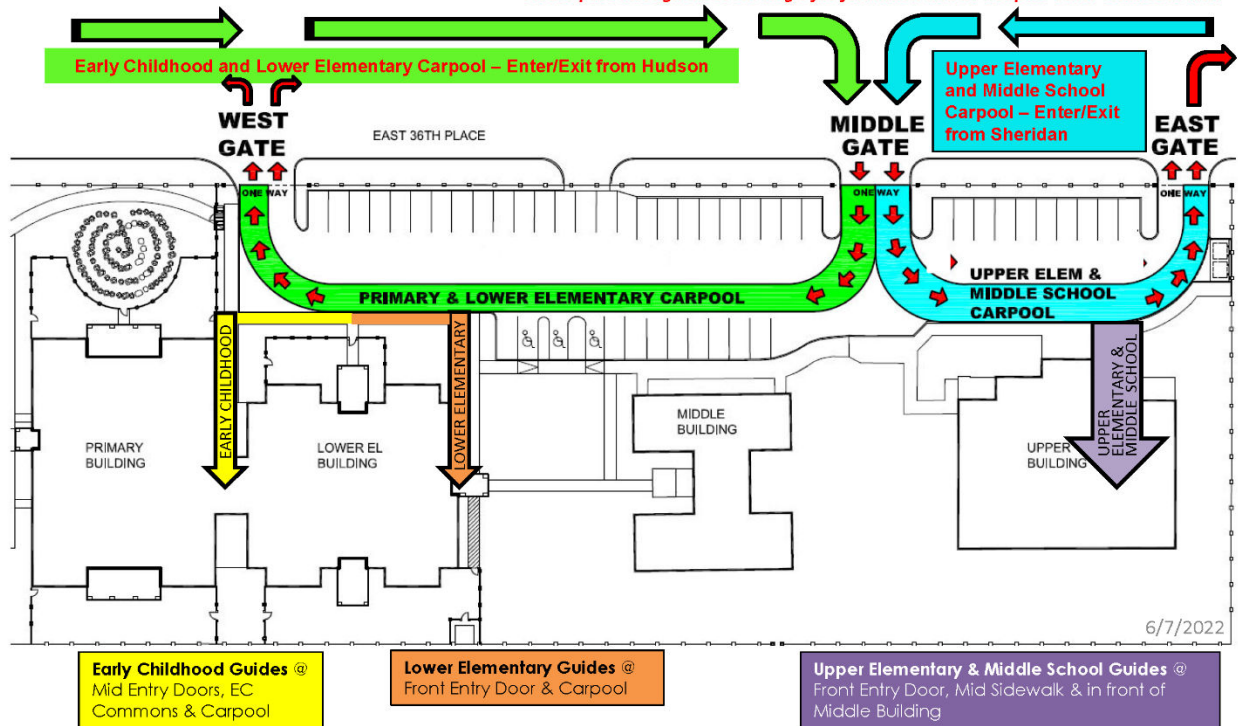 Early Childhood and Lower Elementary Carpool – Enter/Exit from Hudson
Upper Elementary
and Middle School
Carpool – Enter/Exit
from Sheridan
WEST
GATE
EAST 36TH PLACE
MIDDLE
GATE
EAST
GATE
ONE WAY
ONE WAY
ONE WAY
PRIMARY & LOWER ELEMENTARY CARPOOL
UPPER ELEM &
MIDDLE SCHOOL
CARPOOL
EARLY CHILDHOOD
LOWER ELEMENTARY
UPPER
ELEMENTARY &
MIDDLE SCHOOL
PRIMARY
BUILDING
LOWER EL
BUILDING
MIDDLE
BUILDING
UPPER
BUILDING
6/7/2022
Early Childhood Guides @
Mid Entry Doors, EC
Commons & Carpool
Lower Elementary Guides @
Front Entry Door & Carpool
Upper Elementary & Middle School Guides @
Front Entry Door, Mid Sidewalk & in front of
Middle Building